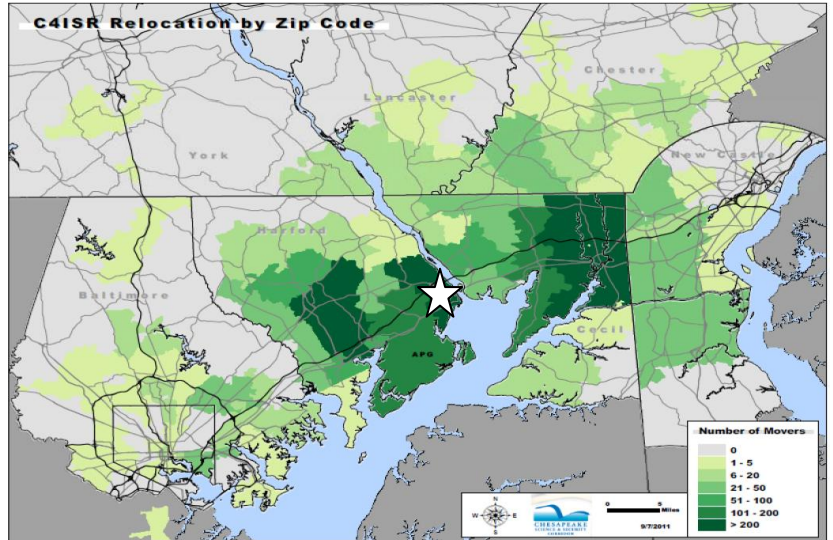 C4ISR Relocation by Zip Code
Chester
Lancaster
York
New Castle
Harford
Baltimore
Cecil
APG
Number of Movers
0
1 - 5
6 - 20
21 - 50
51 - 100
101 - 200
> 200
N
W E
S
CHESAPEAKE
SCIENCE & SECURITY
CORRIDOR
0 5
Miles
9/7/2011